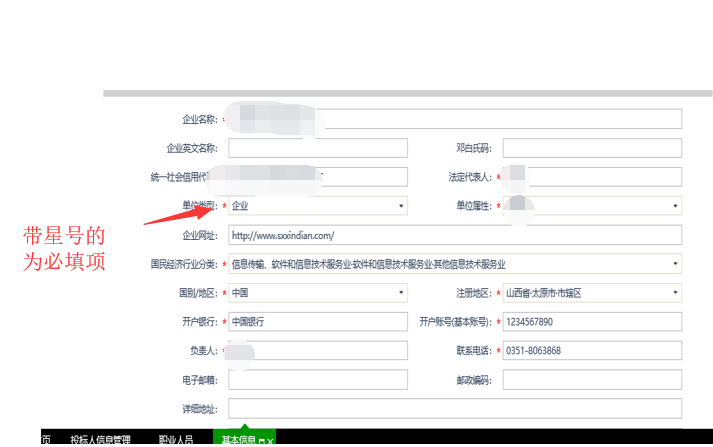 企业名称: *
企业英文名称: 邓白氏码:
统一社会信用代 法定代表人: *
单位类型: * 企业 单位属性: *
带星号的
为必填项
企业网址: http://www.sxxindian.com/
国民经济行业分类: * 信息传输、软件和信息技术服务业-软件和信息技术服务业-其他信息技术服务业
国别/地区: * 中国 注册地区: * 山西省-太原市-市辖区
开户银行: * 中国银行 开户账号(基本账号): * 1234567890
负责人: 联系电话: * 0351-8063868
电子邮箱: 邮政编码:
详细地址:
页 投标人信息管理 职业人员 基本信息